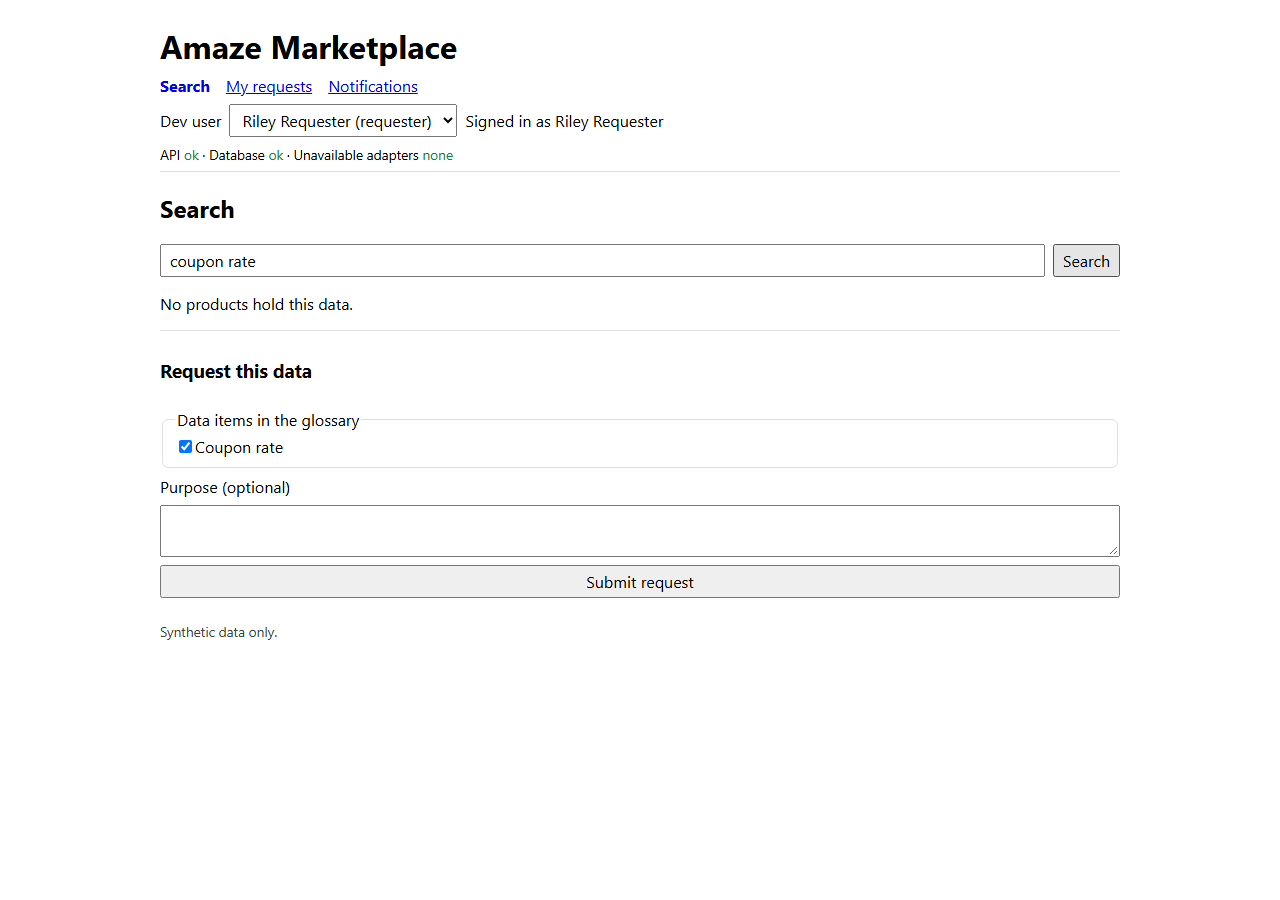 Amaze Marketplace
Search My requests Notifications
Dev user Riley Requester (requester) Signed in as Riley Requester
API ok · Database ok · Unavailable adapters none
Search
coupon rate Search
No products hold this data.
Request this data
Data items in the glossary
Coupon rate
Purpose (optional)
Submit request
Synthetic data only.